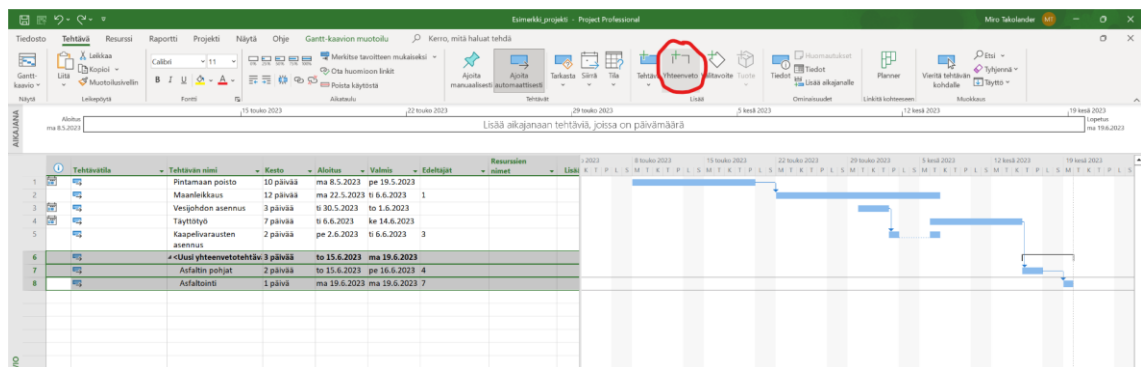 Esimerkki_projekti - Project Professional
Miro Takolander MT
Tiedosto Tehtävä Resurssi Raportti Projekti Näytä Ohje Gantt-kaavion muotoilu Kerro, mitä haluat tehdä
Gantt-kaavio
Näytä
Liitä
Leikkaa
Kopioi
Muotoilusivellin
Leikepöytä
Calibri 11
B I U A
Fontti
Merkitse tavoitteen mukaiseksi
Ota huomioon linkit
Poista käytöstä
Aikataulu
Ajoita manuaalisesti
Ajoita automaattisesti
Tarkasta Siirrä Tila
Tehtävät
Tehtävä Yhteenveto Välitavoite Tuote
Lisää
Tiedot
Huomautukset
Tiedot
Lisää aikajanalle
Ominaisuudet
Planner
Linkitä kohteeseen
Vieritä tehtävän kohdalle
Etsi
Tyhjennä
Täyttö
Muokkaus
AIKAJANA
15 touko 2023 22 touko 2023 29 touko 2023 5 kesä 2023 12 kesä 2023 19 kesä 2023
Aloitus
ma 8.5.2023
Lisää aikajanaan tehtäviä, joissa on päivämäärä
Lopetus
ma 19.6.2023
Tehtävätila Tehtävän nimi Kesto Aloitus Valmis Edeltäjät Resurssien nimet Lisää
8 touko 2023 15 touko 2023 22 touko 2023 29 touko 2023 5 kesä 2023 12 kesä 2023 19 kesä 2023
K T P L S M T K T P L S M T K T P L S M T K T P L S M T K T P L S M T K T P L S M T K T P L S M T K T P L S
1 Pintamaan poisto 10 päivää ma 8.5.2023 pe 19.5.2023
2 Maanleikkaus 12 päivää ma 22.5.2023 ti 6.6.2023 1
3 Vesijohdon asennus 3 päivää ti 30.5.2023 to 1.6.2023
4 Täyttötyö 7 päivää ti 6.6.2023 ke 14.6.2023
5 Kaapelivarausten asennus 2 päivää pe 2.6.2023 ti 6.6.2023 3
6 <Uusi yhteenvetotehtävä 3 päivää to 15.6.2023 ma 19.6.2023
7 Asfaltin pohjat 2 päivää to 15.6.2023 pe 16.6.2023 4
8 Asfaltointi 1 päivä ma 19.6.2023 ma 19.6.2023 7